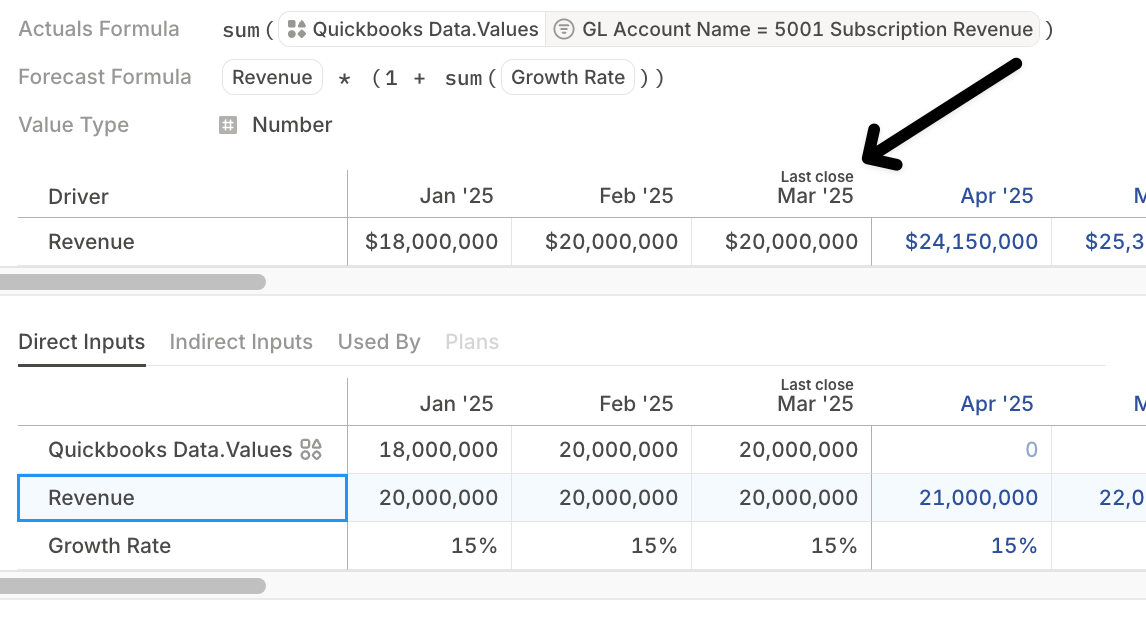 Actuals Formula sum ( Quickbooks Data.Values GL Account Name = 5001 Subscription Revenue )
Forecast Formula Revenue * (1 + sum ( Growth Rate ) )
Value Type Number
Last close
Driver Jan '25 Feb '25 Mar '25 Apr '25 M
Revenue $18,000,000 $20,000,000 $20,000,000 $24,150,000 $25,3
Direct Inputs Indirect Inputs Used By Plans
Last close
Jan '25 Feb '25 Mar '25 Apr '25 M
Quickbooks Data.Values 18,000,000 20,000,000 20,000,000 0
Revenue 20,000,000 20,000,000 20,000,000 21,000,000 22,0
Growth Rate 15% 15% 15% 15%